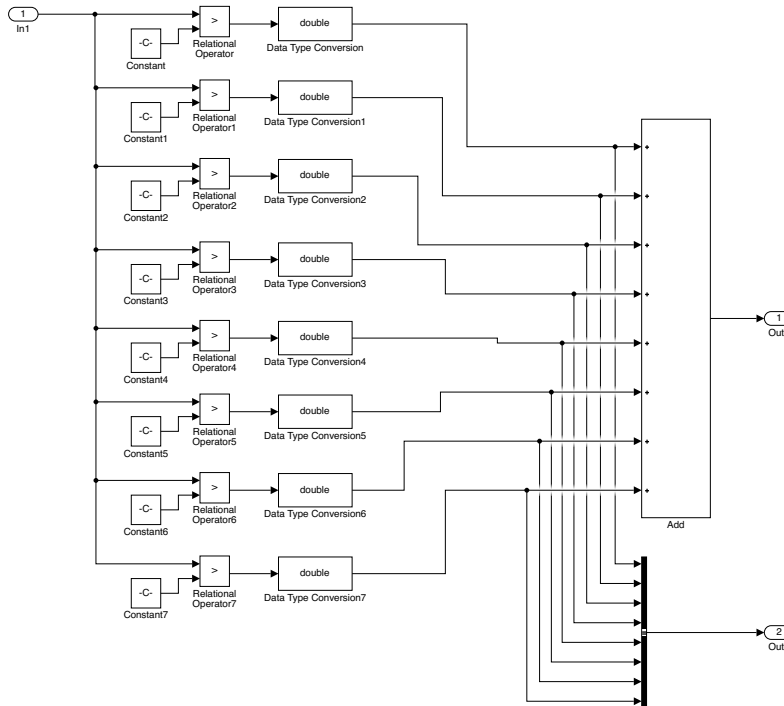 1
In1
>
double
-C-
Relational
Operator
Data Type Conversion
Constant
>
double
-C-
Relational
Operator1
Data Type Conversion1
Constant1
+
>
double
-C-
Relational
Operator2
Data Type Conversion2
Constant2
+
+
>
double
-C-
Relational
Operator3
Data Type Conversion3
Constant3
+
1
Out
>
double
-C-
Relational
Operator4
Data Type Conversion4
Constant4
+
>
double
-C-
Relational
Operator5
Data Type Conversion5
Constant5
+
+
>
double
-C-
Relational
Operator6
Data Type Conversion6
Constant6
+
Add
>
double
-C-
Relational
Operator7
Data Type Conversion7
Constant7
2
Out